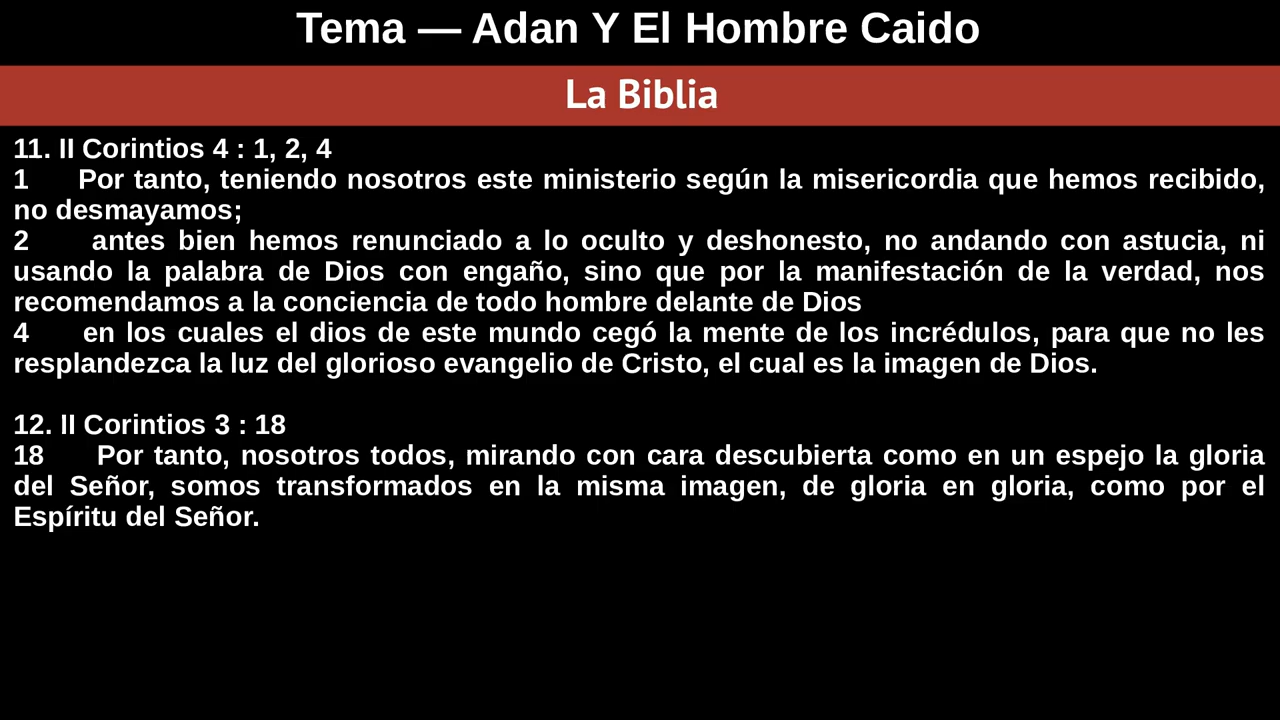 Tema — Adan Y El Hombre Caido
La Biblia
11. II Corintios 4 : 1, 2, 4
1 Por tanto, teniendo nosotros este ministerio según la misericordia que hemos recibido,
no desmayamos;
2 antes bien hemos renunciado a lo oculto y deshonesto, no andando con astucia, ni
usando la palabra de Dios con engaño, sino que por la manifestación de la verdad, nos
recomendamos a la conciencia de todo hombre delante de Dios
4 en los cuales el dios de este mundo cegó la mente de los incrédulos, para que no les
resplandezca la luz del glorioso evangelio de Cristo, el cual es la imagen de Dios.
12. II Corintios 3 : 18
18 Por tanto, nosotros todos, mirando con cara descubierta como en un espejo la gloria
del Señor, somos transformados en la misma imagen, de gloria en gloria, como por el
Espíritu del Señor.